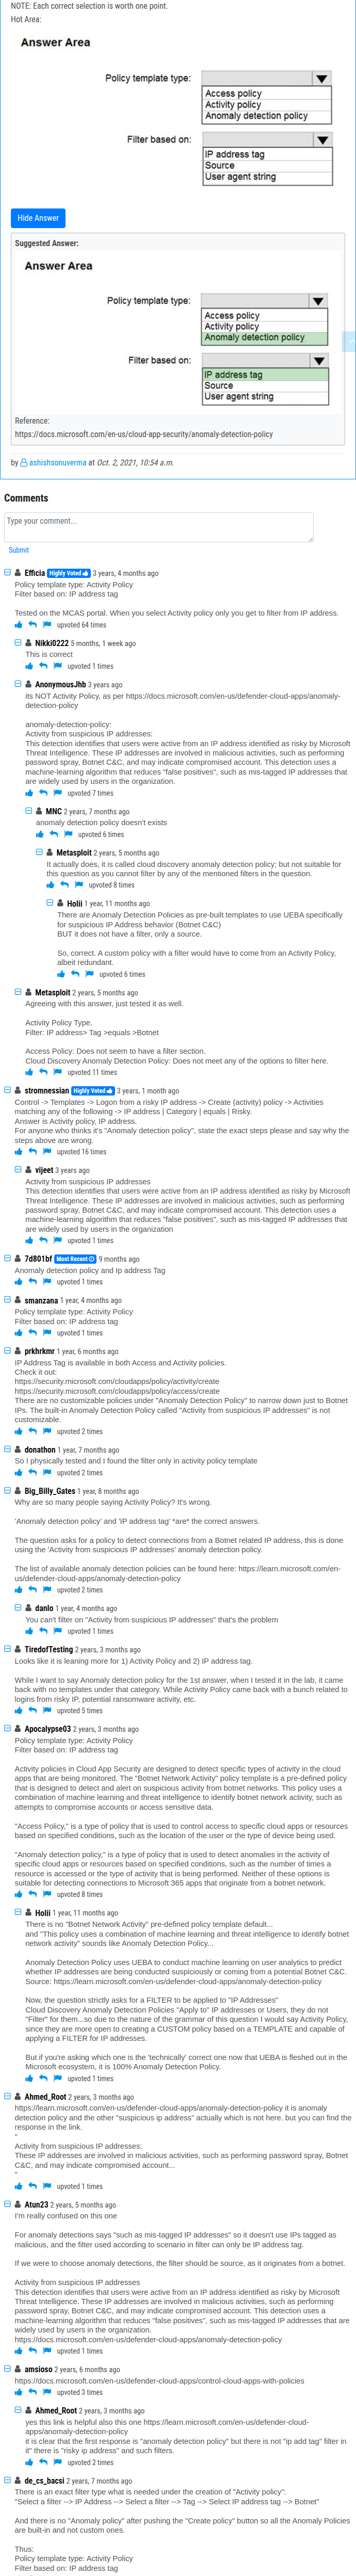 NOTE: Each correct selection is worth one point.
Hot Area:
Answer Area
Policy template type:
Access policy
Activity policy
Anomaly detection policy
Filter based on:
IP address tag
Source
User agent string
Hide Answer
Suggested Answer:
Answer Area
Policy template type:
Access policy
Activity policy
Anomaly detection policy
Filter based on:
IP address tag
Source
User agent string
Reference:
https://docs.microsoft.com/en-us/cloud-app-security/anomaly-detection-policy
by ashishsonuverma at Oct. 2, 2021, 10:54 a.m.
Comments
Type your comment...
Submit
Efficia Highly Voted 3 years, 4 months ago
Policy template type: Activity Policy
Filter based on: IP address tag
Tested on the MCAS portal. When you select Activity policy only you get to filter from IP address.
upvoted 64 times
Nikki0222 5 months, 1 week ago
This is correct
upvoted 1 times
AnonymousJhb 3 years ago
its NOT Activity Policy, as per https://docs.microsoft.com/en-us/defender-cloud-apps/anomaly-
detection-policy
anomaly-detection-policy:
Activity from suspicious IP addresses:
This detection identifies that users were active from an IP address identified as risky by Microsoft
Threat Intelligence. These IP addresses are involved in malicious activities, such as performing
password spray, Botnet C&C, and may indicate compromised account. This detection uses a
machine-learning algorithm that reduces "false positives", such as mis-tagged IP addresses that
are widely used by users in the organization.
upvoted 7 times
MNC 2 years, 7 months ago
anomaly detection policy doesn't exists
upvoted 6 times
Metasploit 2 years, 5 months ago
It actually does, it is called cloud discovery anomaly detection policy; but not suitable for
this question as you cannot filter by any of the mentioned filters in the question.
upvoted 8 times
Holii 1 year, 11 months ago
There are Anomaly Detection Policies as pre-built templates to use UEBA specifically
for suspicious IP Address behavior (Botnet C&C)
BUT it does not have a filter, only a source.
So, correct. A custom policy with a filter would have to come from an Activity Policy,
albeit redundant.
upvoted 6 times
Metasploit 2 years, 5 months ago
Agreeing with this answer, just tested it as well.
Activity Policy Type.
Filter: IP address> Tag >equals >Botnet
Access Policy: Does not seem to have a filter section.
Cloud Discovery Anomaly Detection Policy: Does not meet any of the options to filter here.
upvoted 11 times
stromnessian Highly Voted 3 years, 1 month ago
Control -> Templates -> Logon from a risky IP address -> Create (activity) policy -> Activities
matching any of the following -> IP address | Category | equals | Risky.
Answer is Activity policy, IP address.
For anyone who thinks it's "Anomaly detection policy", state the exact steps please and say why the
steps above are wrong.
upvoted 16 times
vijeet 3 years ago
Activity from suspicious IP addresses
This detection identifies that users were active from an IP address identified as risky by Microsoft
Threat Intelligence. These IP addresses are involved in malicious activities, such as performing
password spray, Botnet C&C, and may indicate compromised account. This detection uses a
machine-learning algorithm that reduces "false positives", such as mis-tagged IP addresses that
are widely used by users in the organization
upvoted 1 times
7d801bf Most Recent 9 months ago
Anomaly detection policy and Ip address Tag
upvoted 1 times
smanzana 1 year, 4 months ago
Policy template type: Activity Policy
Filter based on: IP address tag
upvoted 1 times
prkhrkmr 1 year, 6 months ago
IP Address Tag is available in both Access and Activity policies.
Check it out:
https://security.microsoft.com/cloudapps/policy/activity/create
https://security.microsoft.com/cloudapps/policy/access/create
There are no customizable policies under "Anomaly Detection Policy" to narrow down just to Botnet
IPs. The built-in Anomaly Detection Policy called "Activity from suspicious IP addresses" is not
customizable.
upvoted 2 times
donathon 1 year, 7 months ago
So I physically tested and I found the filter only in activity policy template
upvoted 2 times
Big_Billy_Gates 1 year, 8 months ago
Why are so many people saying Activity Policy? It's wrong.
'Anomaly detection policy' and 'IP address tag' *are* the correct answers.
The question asks for a policy to detect connections from a Botnet related IP address, this is done
using the 'Activity from suspicious IP addresses' anomaly detection policy.
The list of available anomaly detection policies can be found here: https://learn.microsoft.com/en-
us/defender-cloud-apps/anomaly-detection-policy
upvoted 2 times
danlo 1 year, 4 months ago
You can't filter on "Activity from suspicious IP addresses" that's the problem
upvoted 1 times
TiredofTesting 2 years, 3 months ago
Looks like it is leaning more for 1) Activity Policy and 2) IP address tag.
While I want to say Anomaly detection policy for the 1st answer, when I tested it in the lab, it came
back with no templates under that category. While Activity Policy came back with a bunch related to
logins from risky IP, potential ransomware activity, etc.
upvoted 5 times
Apocalypse03 2 years, 3 months ago
Policy template type: Activity Policy
Filter based on: IP address tag
Activity policies in Cloud App Security are designed to detect specific types of activity in the cloud
apps that are being monitored. The "Botnet Network Activity" policy template is a pre-defined policy
that is designed to detect and alert on suspicious activity from botnet networks. This policy uses a
combination of machine learning and threat intelligence to identify botnet network activity, such as
attempts to compromise accounts or access sensitive data.
"Access Policy," is a type of policy that is used to control access to specific cloud apps or resources
based on specified conditions, such as the location of the user or the type of device being used.
"Anomaly detection policy," is a type of policy that is used to detect anomalies in the activity of
specific cloud apps or resources based on specified conditions, such as the number of times a
resource is accessed or the type of activity that is being performed. Neither of these options is
suitable for detecting connections to Microsoft 365 apps that originate from a botnet network.
upvoted 8 times
Holii 1 year, 11 months ago
There is no "Botnet Network Activity" pre-defined policy template default...
and "This policy uses a combination of machine learning and threat intelligence to identify botnet
network activity" sounds like Anomaly Detection Policy...
Anomaly Detection Policy uses UEBA to conduct machine learning on user analytics to predict
whether IP addresses are being conducted suspiciously or coming from a potential Botnet C&C.
Source: https://learn.microsoft.com/en-us/defender-cloud-apps/anomaly-detection-policy
Now, the question strictly asks for a FILTER to be applied to "IP Addresses"
Cloud Discovery Anomaly Detection Policies "Apply to" IP addresses or Users, they do not
"Filter" for them...so due to the nature of the grammar of this question I would say Activity Policy,
since they are more open to creating a CUSTOM policy based on a TEMPLATE and capable of
applying a FILTER for IP addresses.
But if you're asking which one is the 'technically' correct one now that UEBA is fleshed out in the
Microsoft ecosystem, it is 100% Anomaly Detection Policy.
upvoted 1 times
Ahmed_Root 2 years, 3 months ago
https://learn.microsoft.com/en-us/defender-cloud-apps/anomaly-detection-policy it is anomaly
detection policy and the other "suspicious ip address" actually which is not here. but you can find the
response in the link.
"
Activity from suspicious IP addresses:
These IP addresses are involved in malicious activities, such as performing password spray, Botnet
C&C, and may indicate compromised account...
"
upvoted 1 times
Atun23 2 years, 5 months ago
I'm really confused on this one
For anomaly detections says "such as mis-tagged IP addresses" so it doesn't use IPs tagged as
malicious, and the filter used according to scenario in filter can only be IP address tag.
If we were to choose anomaly detections, the filter should be source, as it originates from a botnet.
Activity from suspicious IP addresses
This detection identifies that users were active from an IP address identified as risky by Microsoft
Threat Intelligence. These IP addresses are involved in malicious activities, such as performing
password spray, Botnet C&C, and may indicate compromised account. This detection uses a
machine-learning algorithm that reduces "false positives", such as mis-tagged IP addresses that are
widely used by users in the organization.
https://docs.microsoft.com/en-us/defender-cloud-apps/anomaly-detection-policy
upvoted 1 times
amsioso 2 years, 6 months ago
https://docs.microsoft.com/en-us/defender-cloud-apps/control-cloud-apps-with-policies
upvoted 3 times
Ahmed_Root 2 years, 3 months ago
yes this link is helpful also this one https://learn.microsoft.com/en-us/defender-cloud-
apps/anomaly-detection-policy
it is clear that the first response is "anomaly detection policy" but there is not "ip add tag" filter in
it" there is "risky ip address" and such filters.
upvoted 2 times
de_cs_bacsi 2 years, 7 months ago
There is an exact filter type what is needed under the creation of "Activity policy":
"Select a filter --> IP Address --> Select a filter --> Tag --> Select IP address tag --> Botnet"
And there is no "Anomaly policy" after pushing the "Create policy" button so all the Anomaly Policies
are built-in and not custom ones.
Thus:
Policy template type: Activity Policy
Filter based on: IP address tag